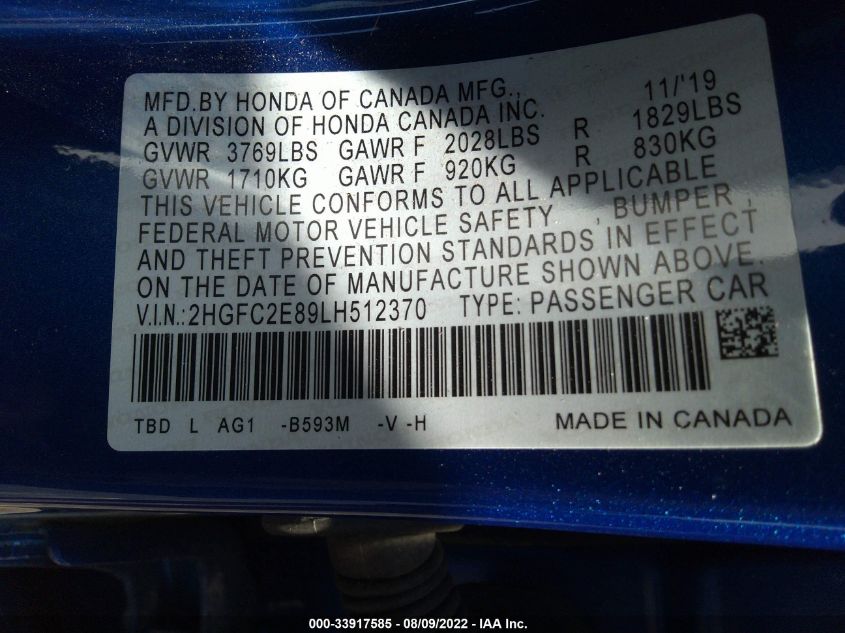 MFD.BY HONDA OF CANADA MFG., 11/'19
A DIVISION OF HONDA CANADA INC.
GVWR 3769LBS GAWR F 2028LBS R 1829LBS
GVWR 1710KG GAWR F 920KG R 830KG
THIS VEHICLE CONFORMS TO ALL APPLICABLE
FEDERAL MOTOR VEHICLE SAFETY , BUMPER ,
AND THEFT PREVENTION STANDARDS IN EFFECT
ON THE DATE OF MANUFACTURE SHOWN ABOVE.
V.I.N.:2HGFC2E89LH512370 TYPE: PASSENGER CAR
TBD L AG1 -B593M -V -H MADE IN CANADA
000-33917585 - 08/09/2022 - IAA Inc.